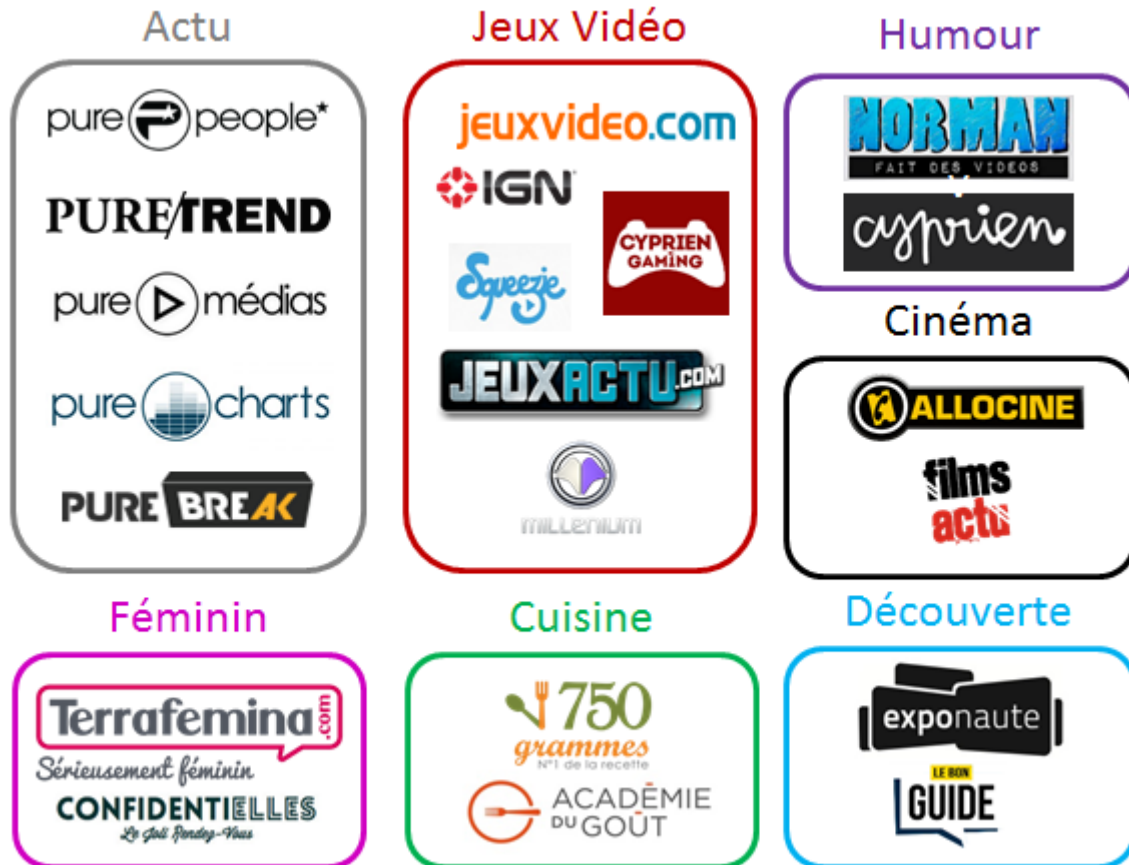 Actu
pure P people*
PURE/TREND
pure médias
pure charts
PURE BREAK
Jeux Vidéo
jeuxvideo.com
IGN
Squeezie
CYPRIEN
GAMING
JEUXACTU.COM
MILLENIUM
Humour
NORMAN
FAIT DES VIDEOS
cyprien
Cinéma
a ALLOCINE
films
actu
Féminin
Terrafemina.com
Sérieusement féminin
CONFIDENTIELLES
Le Joli Rendez-Vous
Cuisine
750
grammes
N°1 de la recette
ACADÉMIE
DU GOÛT
Découverte
exponaute
LE BON
GUIDE